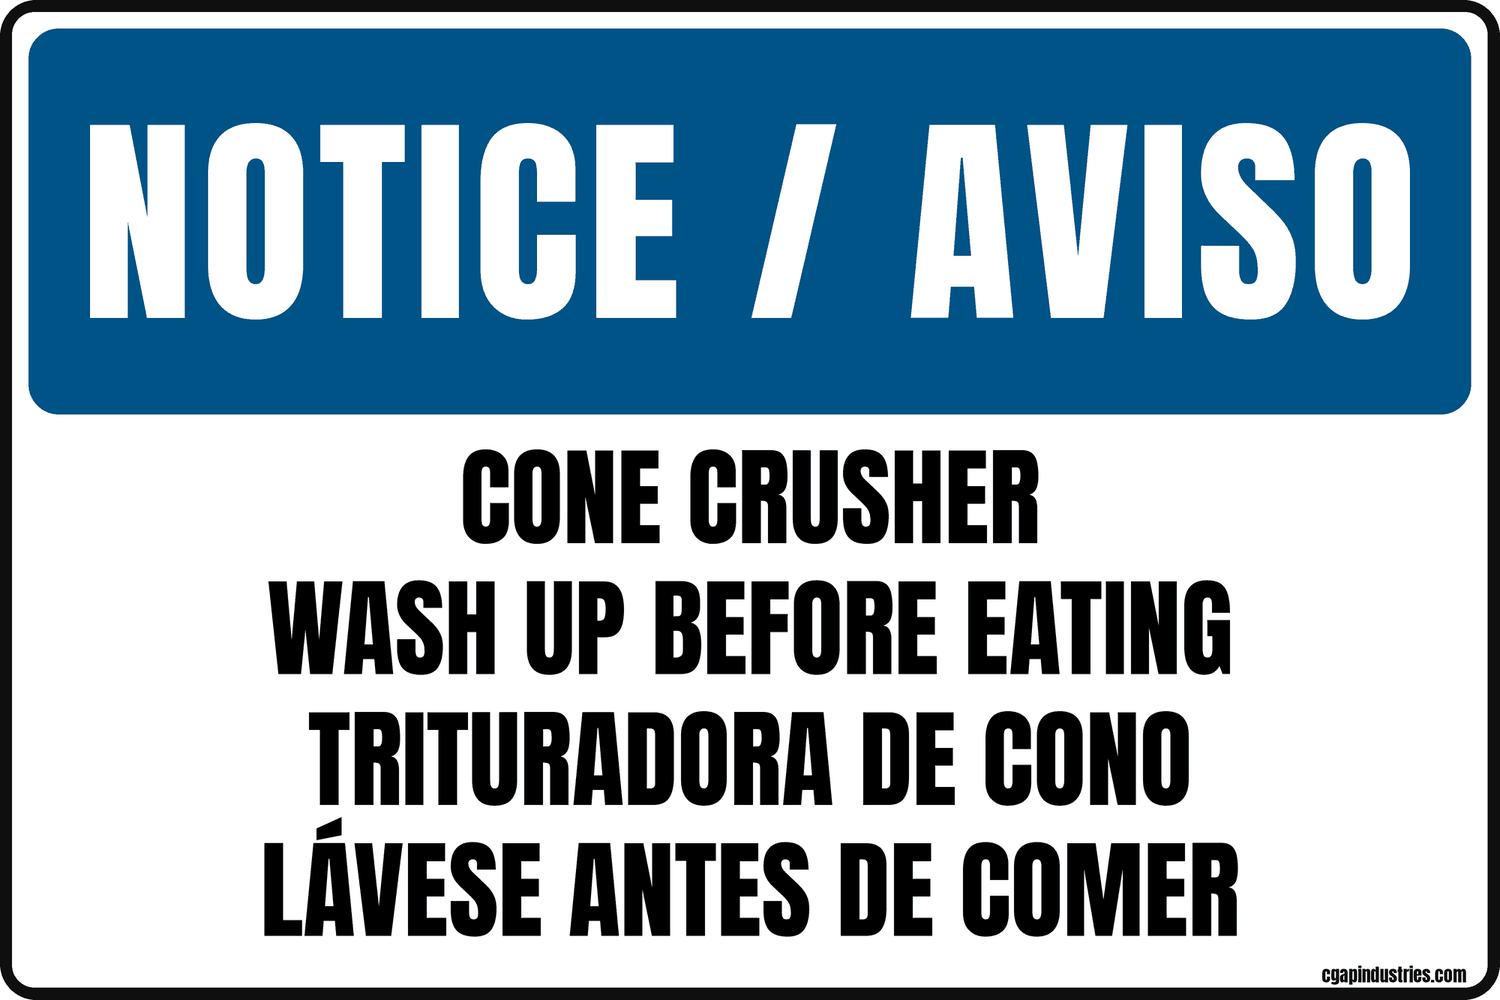 NOTICE / AVISO
CONE CRUSHER
WASH UP BEFORE EATING
TRITURADORA DE CONO
LÁVESE ANTES DE COMER
cgapindustries.com